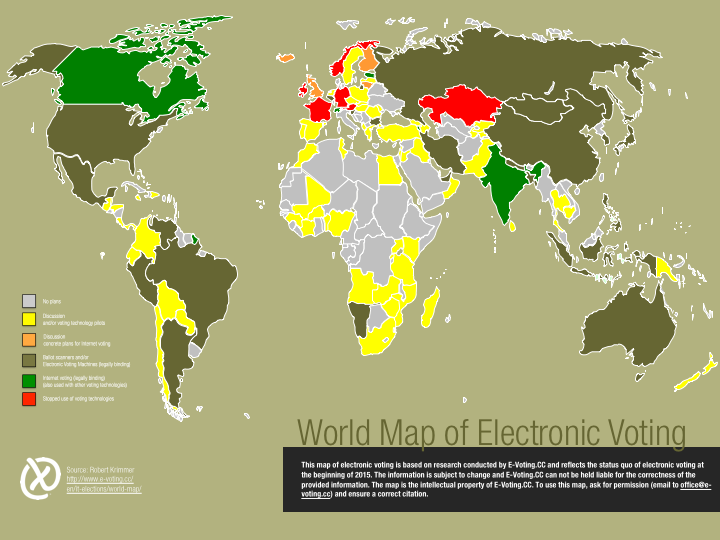 No plans
Discussion
and/or voting technology pilots
Discussion
concrete plans for Internet voting
Ballot scanners and/or
Electronic Voting Machines (legally binding)
Internet voting (legally binding)
(also used with other voting technologies)
Stopped use of voting technologies
World Map of Electronic Voting
Source: Robert Krimmer
http://www.e-voting.cc/
en/it-elections/world-map/
This map of electronic voting is based on research conducted by E-Voting.CC and reflects the status quo of electronic voting at
the beginning of 2015. The information is subject to change and E-Voting.CC can not be held liable for the correctness of the
provided information. The map is the intellectual property of E-Voting.CC. To use this map, ask for permission (email to office@e-
voting.cc) and ensure a correct citation.